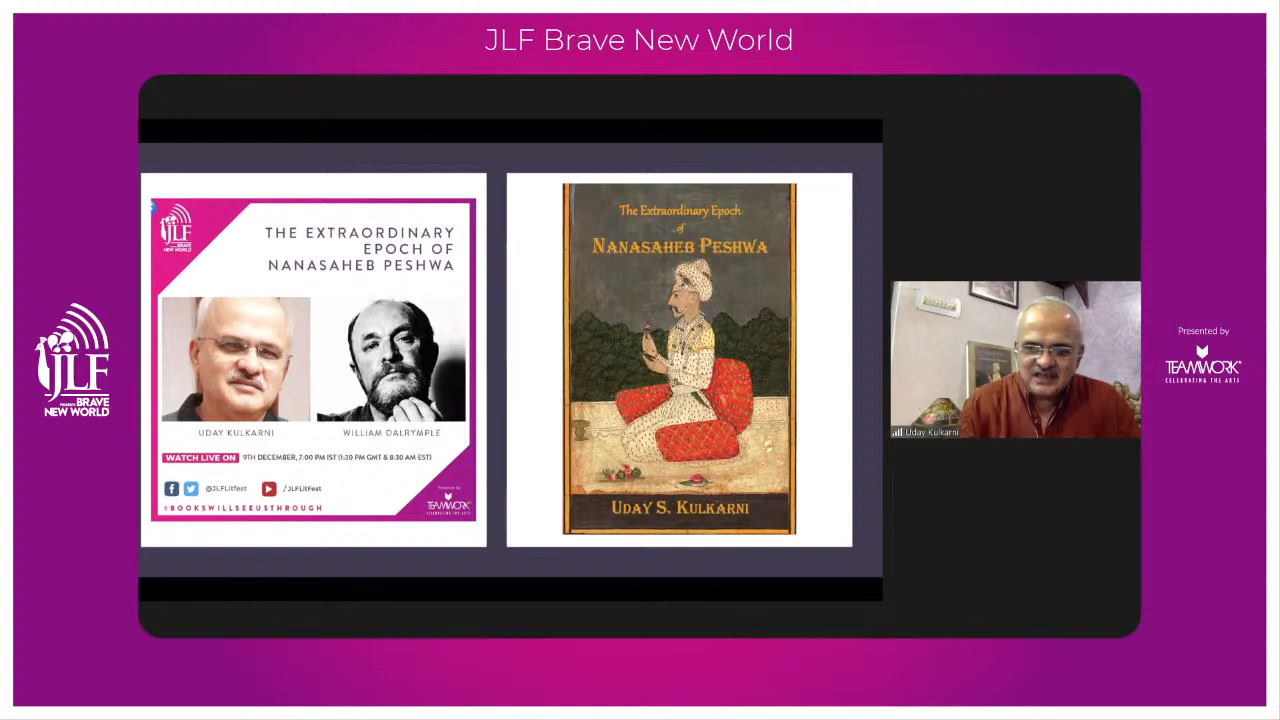 JLF Brave New World
JLF
BRAVE
NEW WORLD
THE EXTRAORDINARY
EPOCH OF
NANASAHEB PESHWA
UDAY KULKARNI
WILLIAM DALRYMPLE
WATCH LIVE ON 9TH DECEMBER, 7:00 PM IST (1:30 PM GMT & 8:30 AM EST)
@JLFLitfest /JLFLitFest
#BOOKSWILLSEEUSTHROUGH
Presented by
TEAMWORK
The Extraordinary Epoch
of
NANASAHEB PESHWA
UDAY S. KULKARNI
Uday Kulkarni
JLF
BRAVE
NEW WORLD
Presented by
TEAMWORK
CELEBRATING THE ARTS